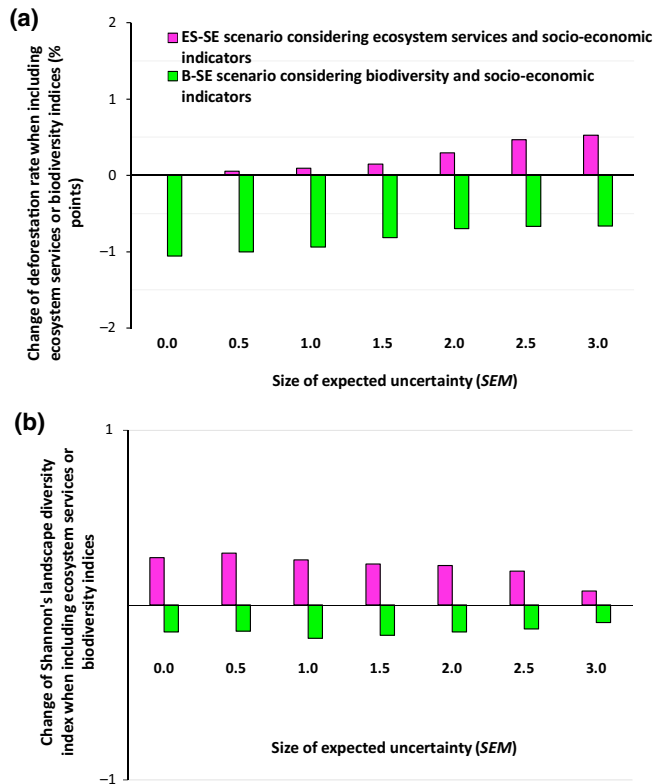 (a)
Change of deforestation rate when including
ecosystem services or biodiversity indices (%
points)
2
1
0
–1
–2
ES-SE scenario considering ecosystem services and socio-economic
indicators
B-SE scenario considering biodiversity and socio-economic
indicators
0.0 0.5 1.0 1.5 2.0 2.5 3.0
Size of expected uncertainty (SEM)
(b)
Change of Shannon's landscape diversity
index when including ecosystem services or
biodiversity indices
1
–1
0.0 0.5 1.0 1.5 2.0 2.5 3.0
Size of expected uncertainty (SEM)